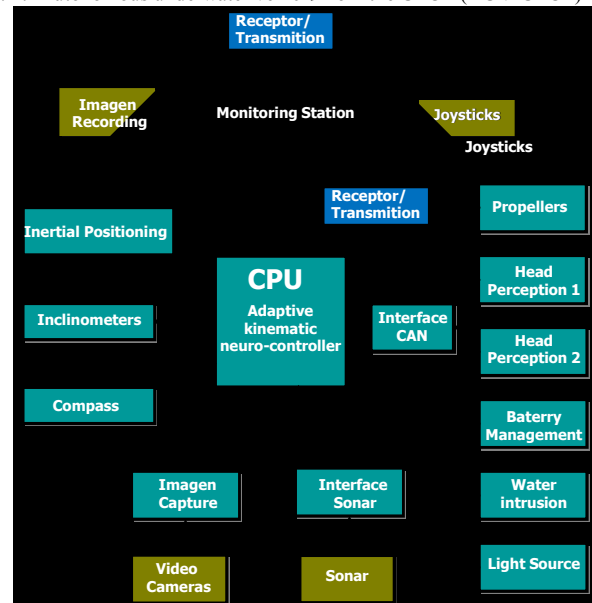 Receptor/
Transmition
Imagen
Recording
Monitoring Station
Joysticks
Joysticks
Receptor/
Transmition
Propellers
Inertial Positioning
CPU
Adaptive
kinematic
neuro-controller
Head
Perception 1
Inclinometers
Interface
CAN
Head
Perception 2
Compass
Baterry
Management
Imagen
Capture
Interface
Sonar
Water
intrusion
Video
Cameras
Sonar
Light Source